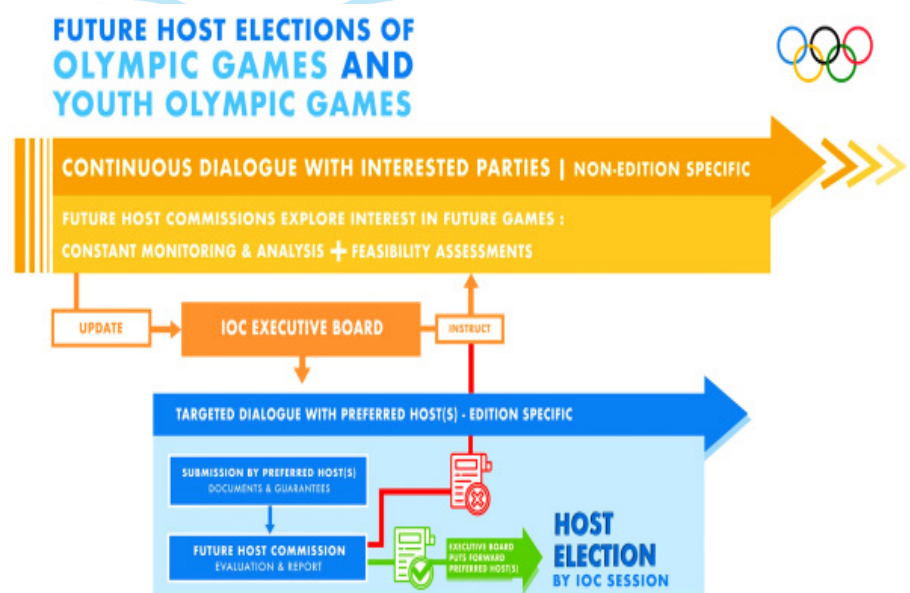 FUTURE HOST ELECTIONS OF
OLYMPIC GAMES AND
YOUTH OLYMPIC GAMES
CONTINUOUS DIALOGUE WITH INTERESTED PARTIES | NON-EDITION SPECIFIC
FUTURE HOST COMMISSIONS EXPLORE INTEREST IN FUTURE GAMES :
CONSTANT MONITORING & ANALYSIS + FEASIBILITY ASSESSMENTS
UPDATE
IOC EXECUTIVE BOARD
INSTRUCT
TARGETED DIALOGUE WITH PREFERRED HOST(S) - EDITION SPECIFIC
SUBMISSION BY PREFERRED HOST(S)
DOCUMENTS & GUARANTEES
FUTURE HOST COMMISSION
EVALUATION & REPORT
EXECUTIVE BOARD
PUTS FORWARD
PREFERRED HOST(S)
HOST
ELECTION
BY IOC SESSION